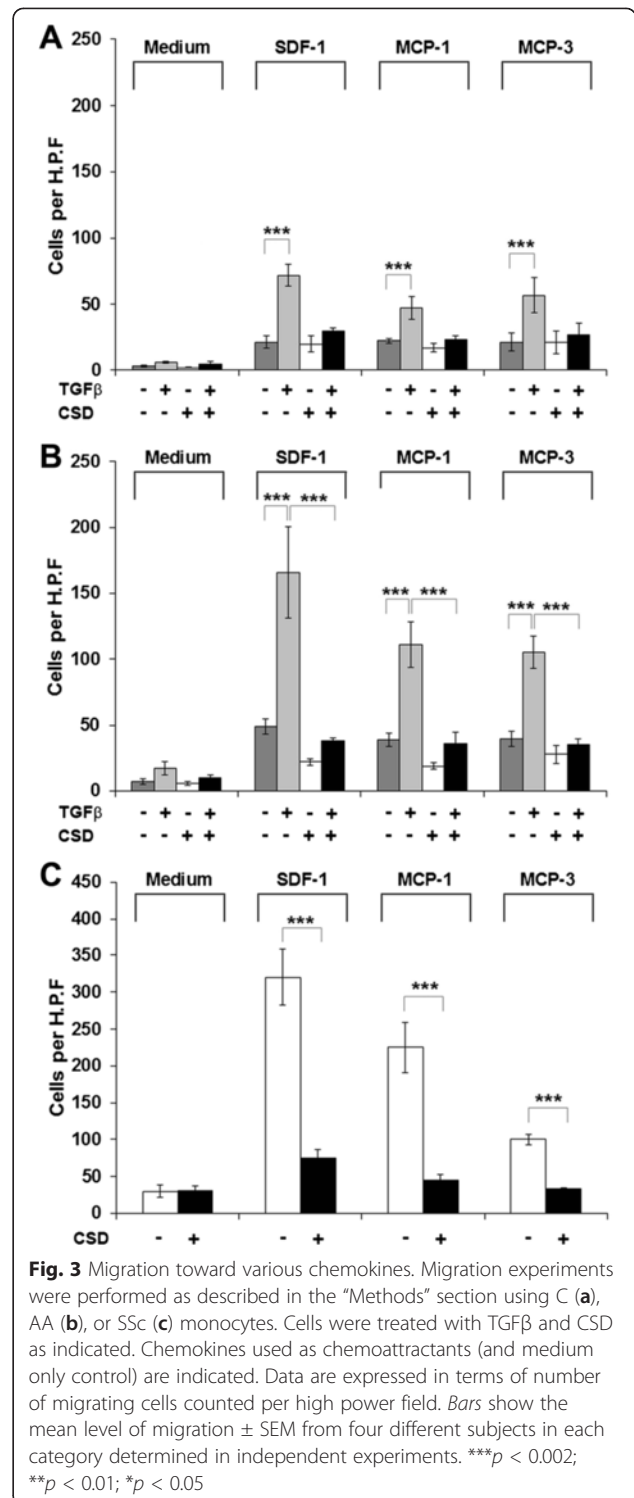 A
Medium SDF-1 MCP-1 MCP-3
250
200
150
100
50
0
Cells per H.P.F
*** *** ***
TGFβ - + - + - + - + - + - + - + - +
CSD - - + + - - + + - - + + - - + +
B
Medium SDF-1 MCP-1 MCP-3
250
200
150
100
50
0
Cells per H.P.F
*** *** *** *** *** ***
TGFβ - + - + - + - + - + - + - + - +
CSD - - + + - - + + - - + + - - + +
C
Medium SDF-1 MCP-1 MCP-3
450
400
350
300
250
200
150
100
50
0
Cells per H.P.F
*** *** ***
CSD - + - + - + - +
Fig. 3 Migration toward various chemokines. Migration experiments
were performed as described in the “Methods” section using C (a),
AA (b), or SSc (c) monocytes. Cells were treated with TGFβ and CSD
as indicated. Chemokines used as chemoattractants (and medium
only control) are indicated. Data are expressed in terms of number
of migrating cells counted per high power field. Bars show the
mean level of migration ± SEM from four different subjects in each
category determined in independent experiments. ***p < 0.002;
**p < 0.01; *p < 0.05